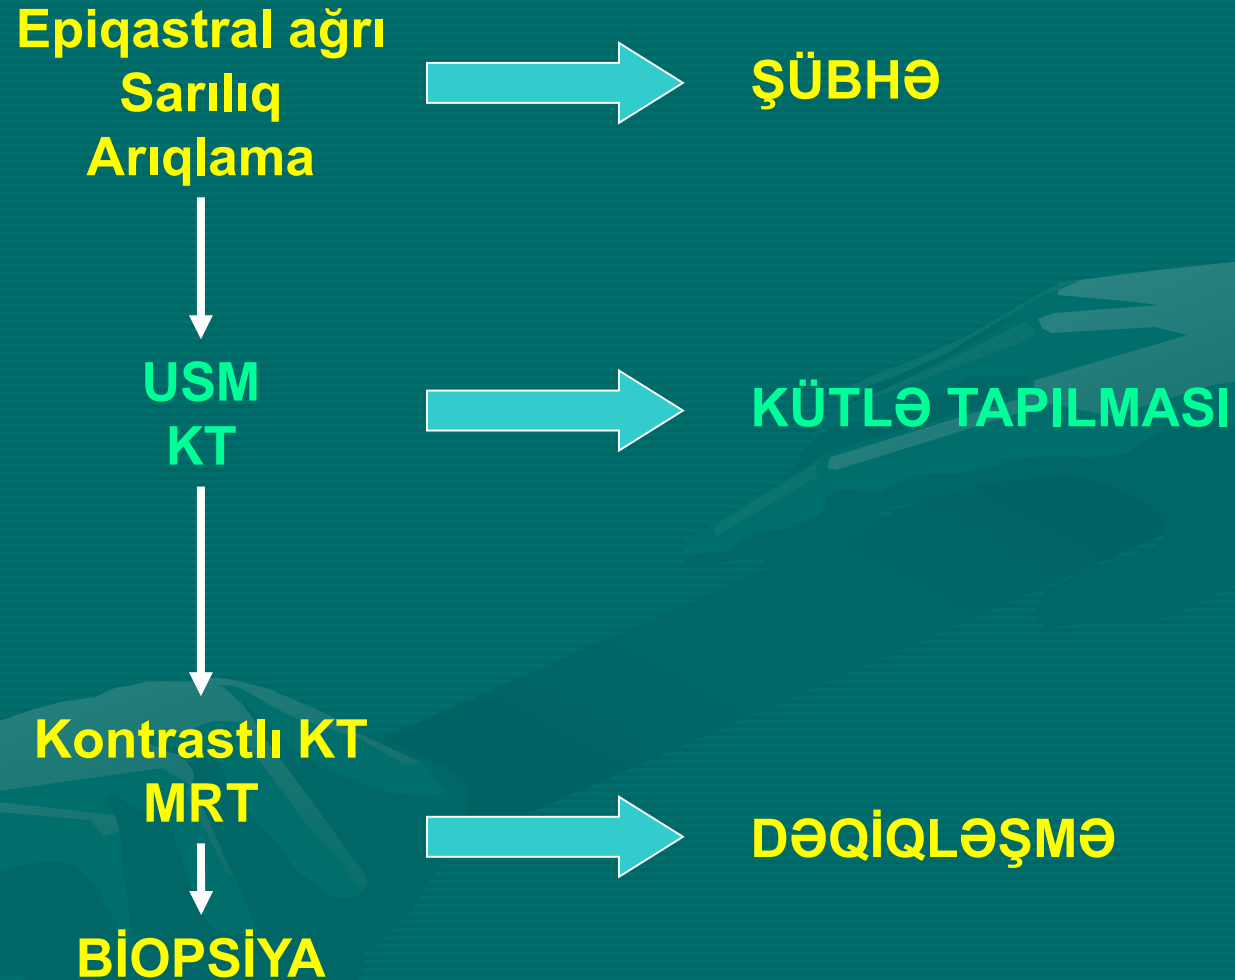 Epiqastral ağrı
Sarılıq
Arıqlama
ŞÜBHƏ
USM
KT
KÜTLƏ TAPILMASI
Kontrastlı KT
MRT
DƏQİQLƏŞMƏ
BİOPSİYA